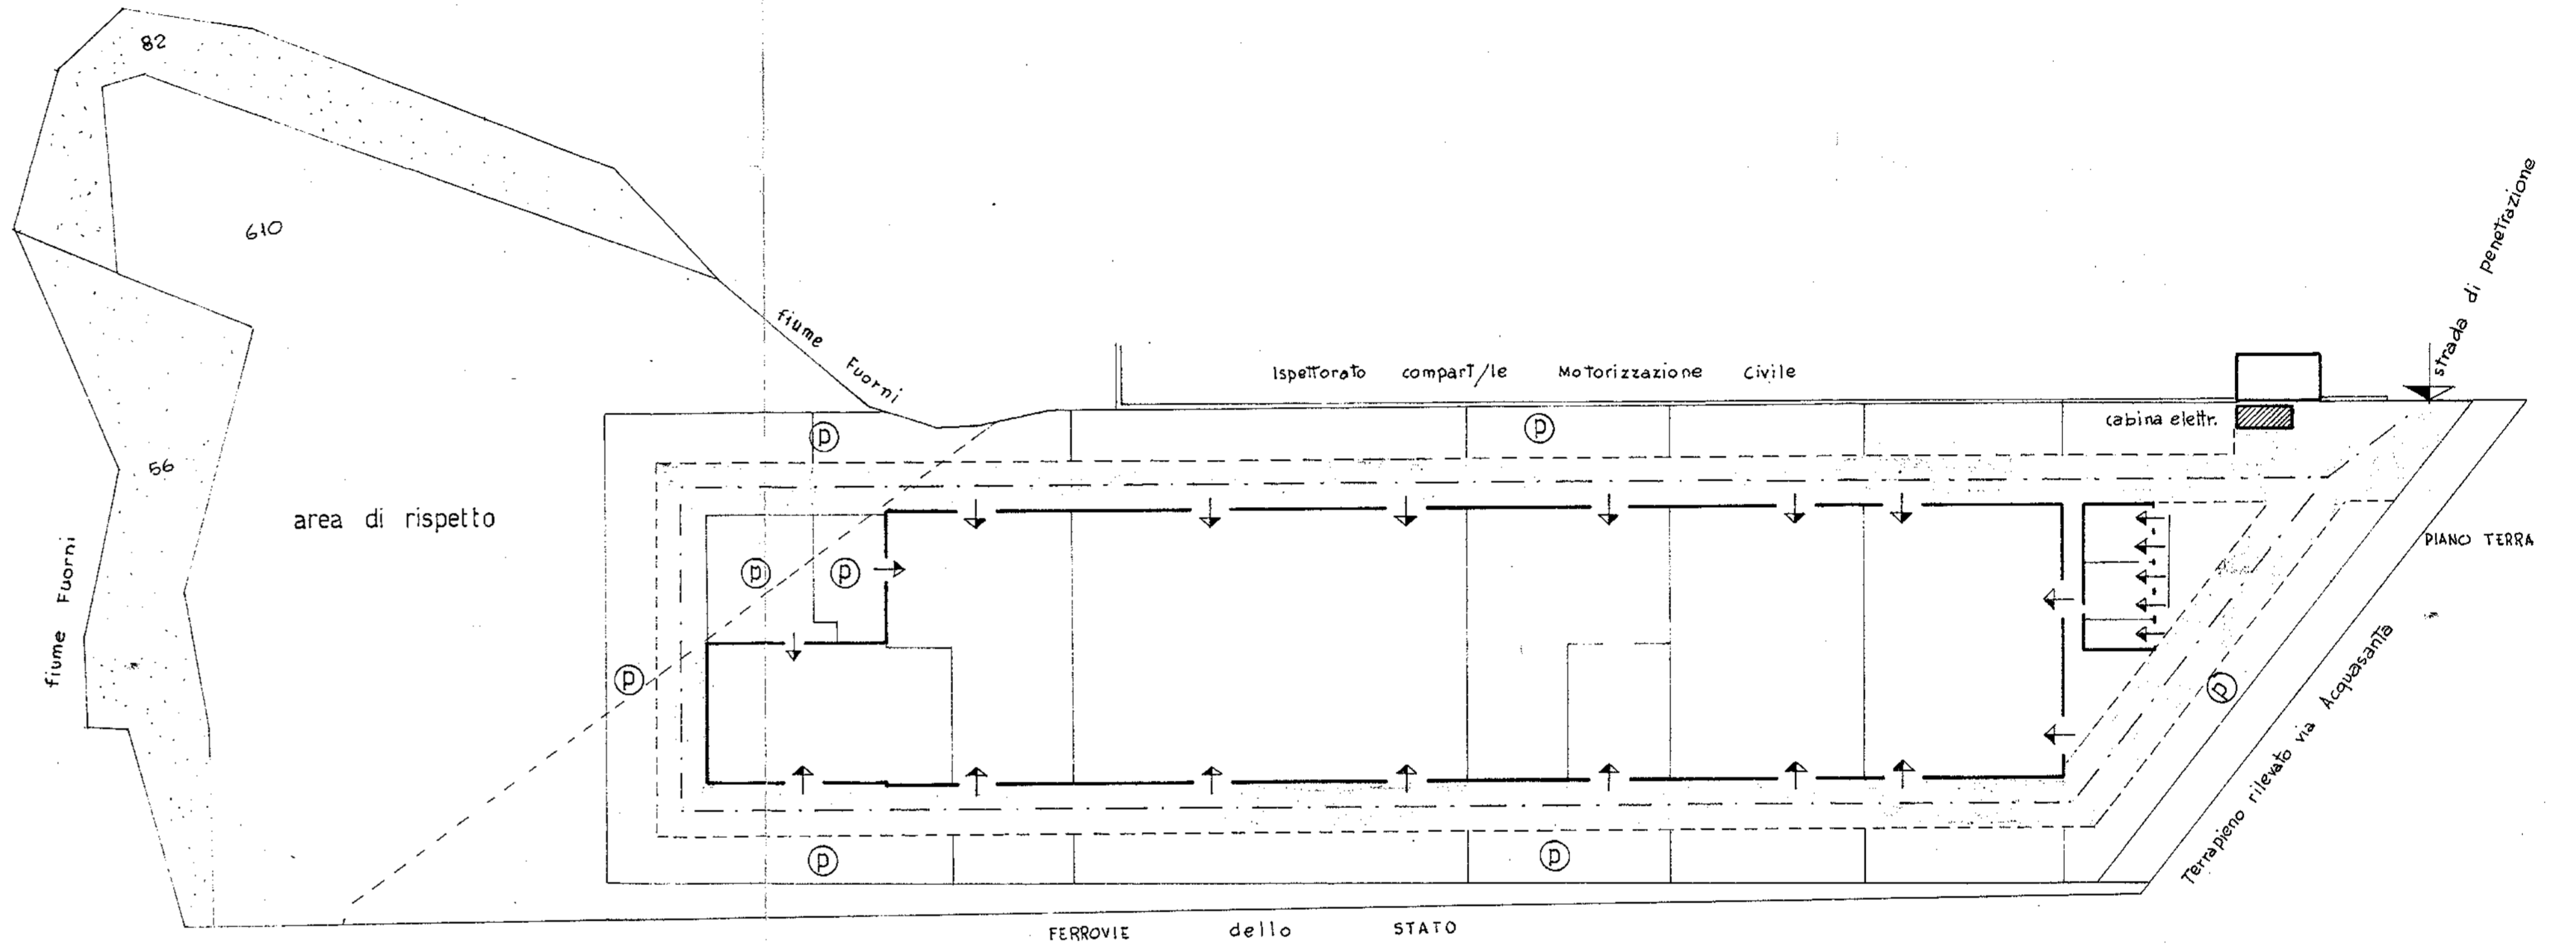 82
610
strada di penetrazione
fiume Fuorni
Ispettorato compart/le Motorizzazione Civile
cabina elettr.
P
P
56
area di rispetto
PIANO TERRA
P
P
fiume Fuorni
P
P
Terrapieno rilevato via Acquasanta
P
P
FERROVIE dello STATO